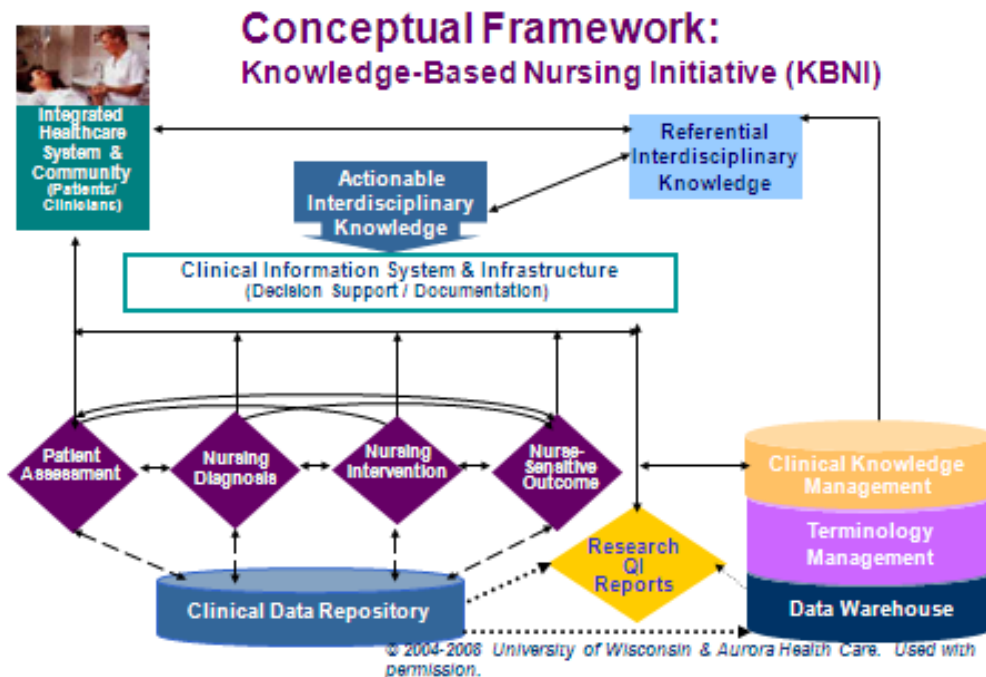 Conceptual Framework:
Knowledge-Based Nursing Initiative (KBNI)
Integrated
Healthcare
System &
Community
(Patients/
Clinicians)
Referential
Interdisciplinary
Knowledge
Actionable
Interdisciplinary
Knowledge
Clinical Information System & Infrastructure
(Decision Support / Documentation)
Patient
Assessment
Nursing
Diagnosis
Nursing
Intervention
Nurse-
Sensitive
Outcome
Clinical Knowledge
Management
Terminology
Management
Data Warehouse
Research
QI
Reports
Clinical Data Repository
© 2004-2008 University of Wisconsin & Aurora Health Care. Used with
permission.